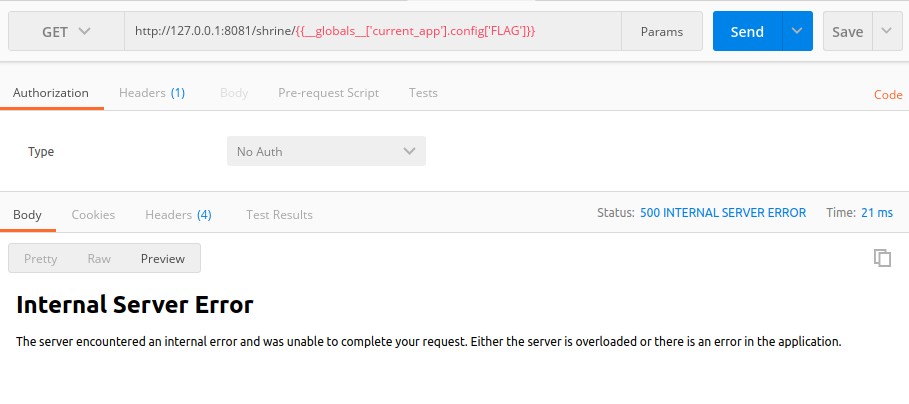 GET http://127.0.0.1:8081/shrine/{{__globals__['current_app'].config['FLAG']}} Params Send Save
Authorization Headers (1) Body Pre-request Script Tests Code
Type No Auth
Body Cookies Headers (4) Test Results Status: 500 INTERNAL SERVER ERROR Time: 21 ms
Pretty Raw Preview
Internal Server Error
The server encountered an internal error and was unable to complete your request. Either the server is overloaded or there is an error in the application.